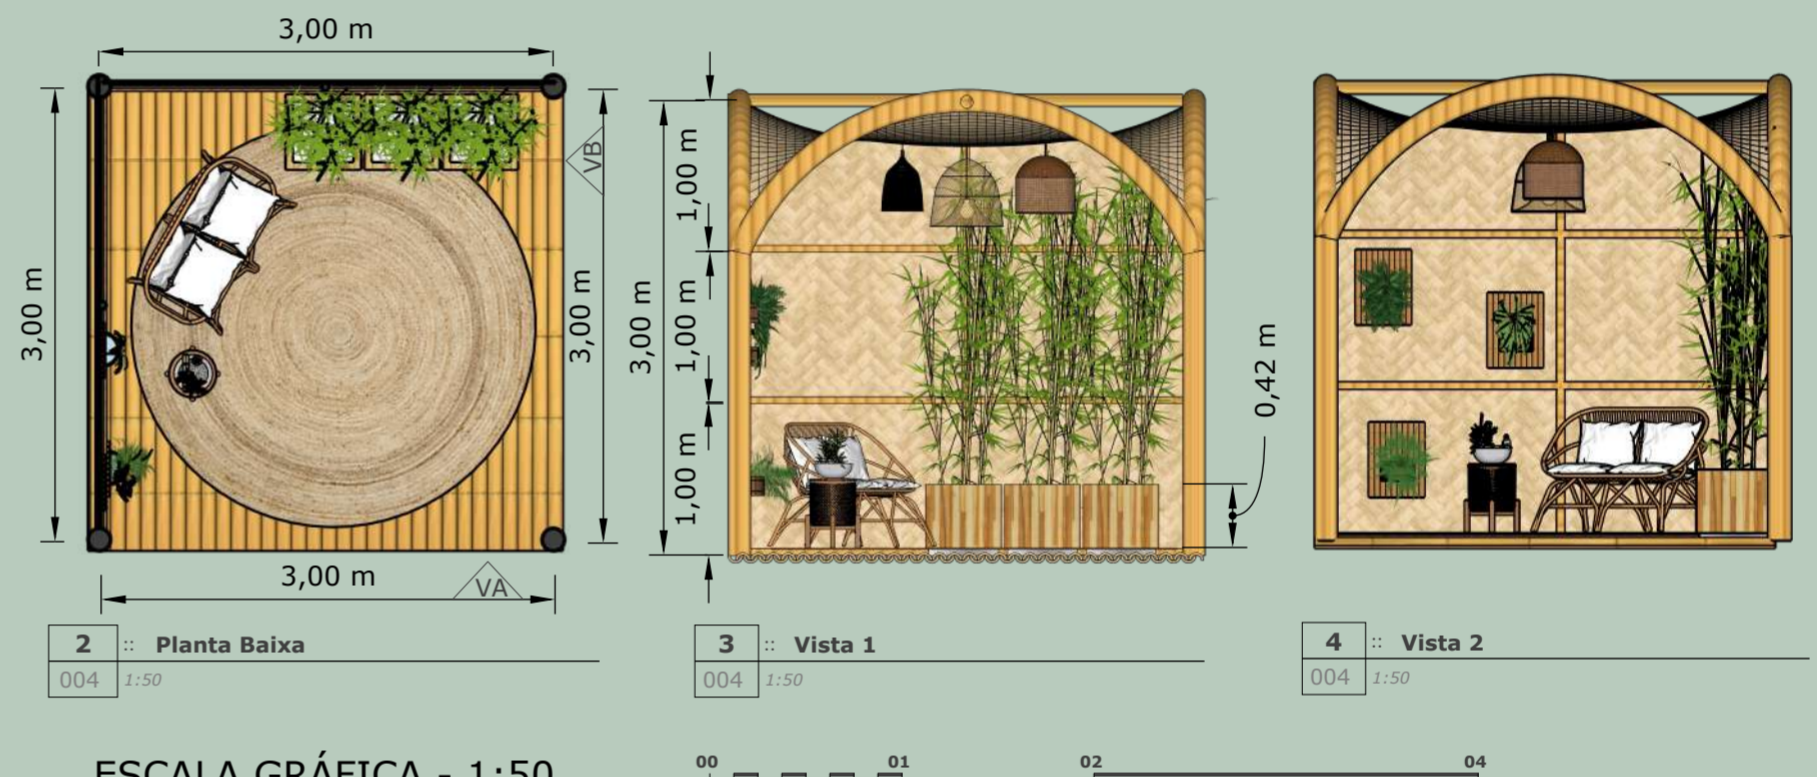 3,00 m
3,00 m
3,00 m
VB
3,00 m
VA
2 :: Planta Baixa
004 1:50
3,00 m
1,00 m
1,00 m
1,00 m
0,42 m
3 :: Vista 1
004 1:50
4 :: Vista 2
004 1:50
ESCALA GRÁFICA - 1:50
00 01 02 04